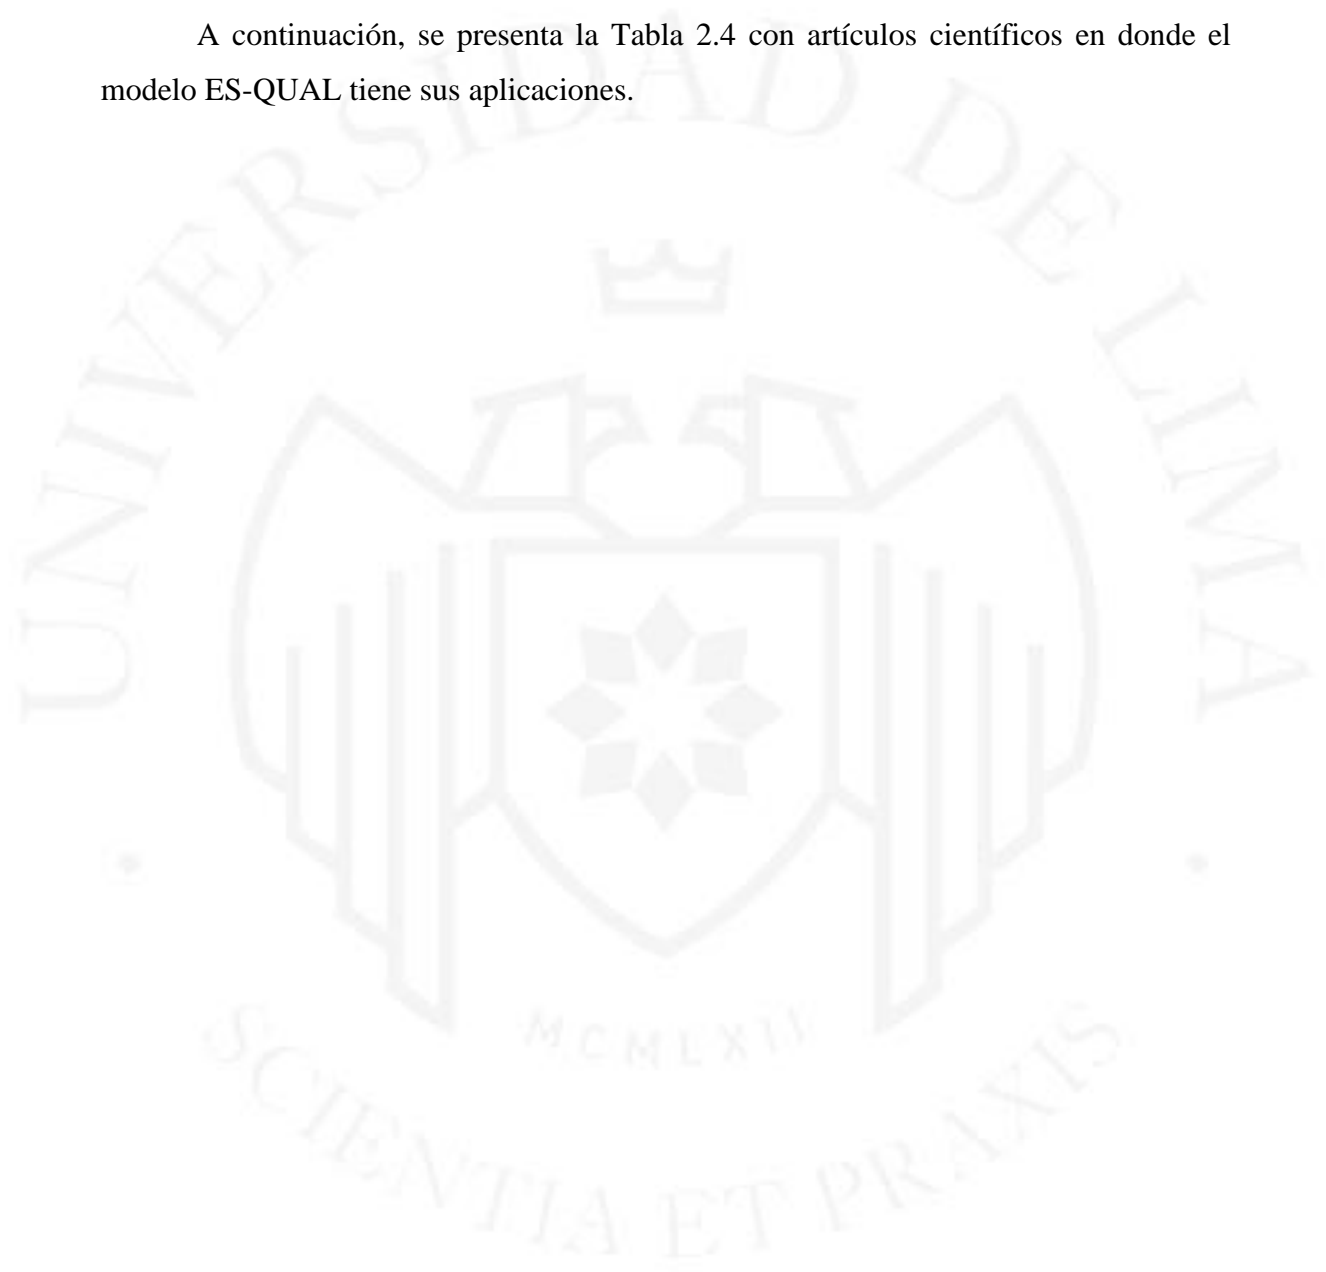 A continuación, se presenta la Tabla 2.4 con artículos científicos en donde el
modelo ES-QUAL tiene sus aplicaciones.
UNIVERSIDAD DE LIMA
MCMLXII
SCIENTIA ET PRAXIS